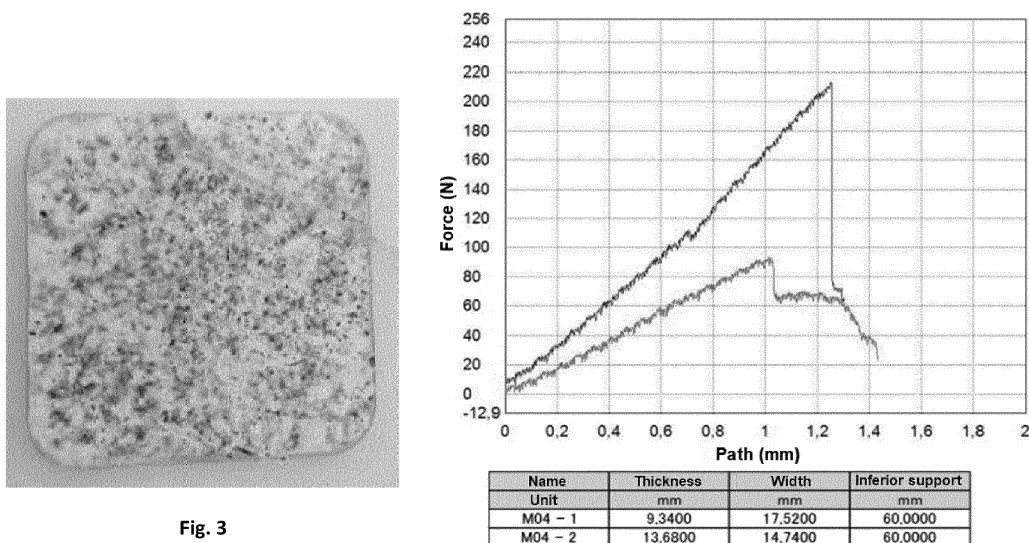 Fig. 3
256
240
220
200
180
160
140
120
100
80
60
40
20
0
-12,9
Force (N)
0 0,2 0,4 0,6 0,8 1 1,2 1,4 1,6 1,8 2
Path (mm)
Name Thickness Width Inferior support
Unit mm mm mm
M04 - 1 9.3400 17.5200 60.0000
M04 - 2 13.6800 14.7400 60.0000